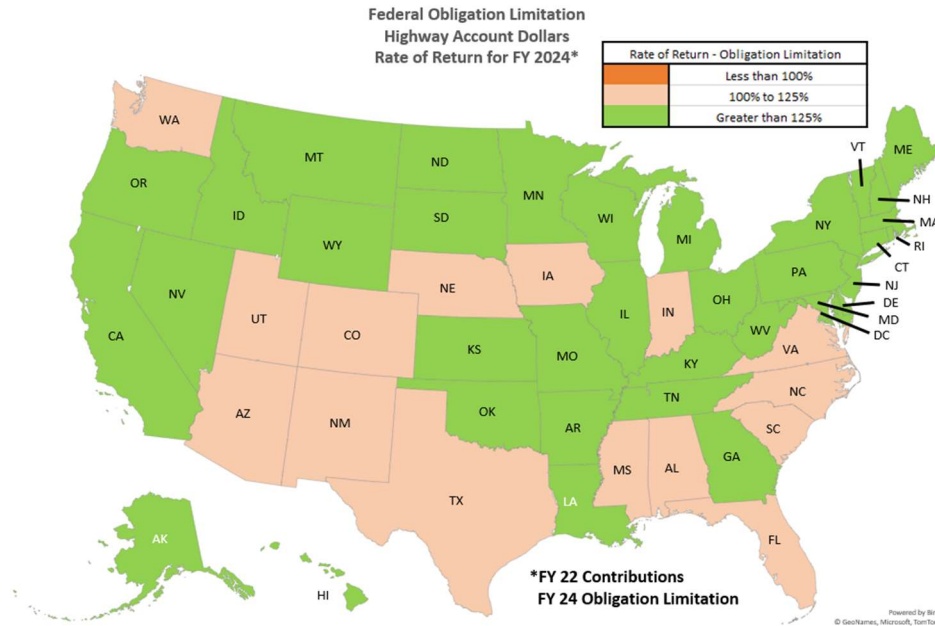 Federal Obligation Limitation
Highway Account Dollars
Rate of Return for FY 2024*
Rate of Return - Obligation Limitation
Less than 100%
100% to 125%
Greater than 125%
WA
MT
ND
VT
ME
OR
MN
ID
SD
WI
NH
WY
MI
NY
MA
RI
CT
IA
PA
NE
NJ
NV
OH
DE
IL
IN
MD
UT
WV
DC
CA
CO
VA
KS
MO
KY
NC
TN
AZ
OK
NM
AR
SC
GA
MS
AL
TX
LA
AK
FL
*FY 22 Contributions
HI
FY 24 Obligation Limitation
Powered by Bin
© GeoNames, Microsoft, TomTo